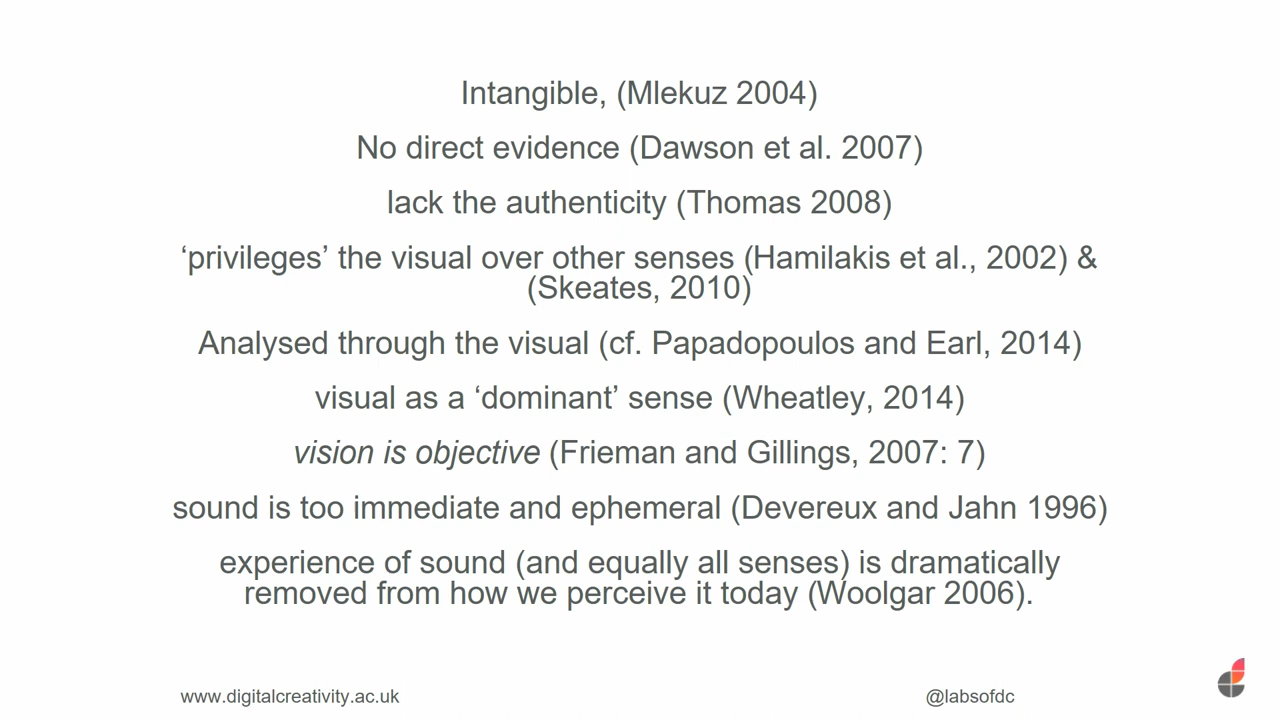 Intangible, (Mlekuz 2004)
No direct evidence (Dawson et al. 2007)
lack the authenticity (Thomas 2008)
‘privileges’ the visual over other senses (Hamilakis et al., 2002) &
(Skeates, 2010)
Analysed through the visual (cf. Papadopoulos and Earl, 2014)
visual as a ‘dominant’ sense (Wheatley, 2014)
vision is objective (Frieman and Gillings, 2007: 7)
sound is too immediate and ephemeral (Devereux and Jahn 1996)
experience of sound (and equally all senses) is dramatically
removed from how we perceive it today (Woolgar 2006).
www.digitalcreativity.ac.uk
@labsofdc